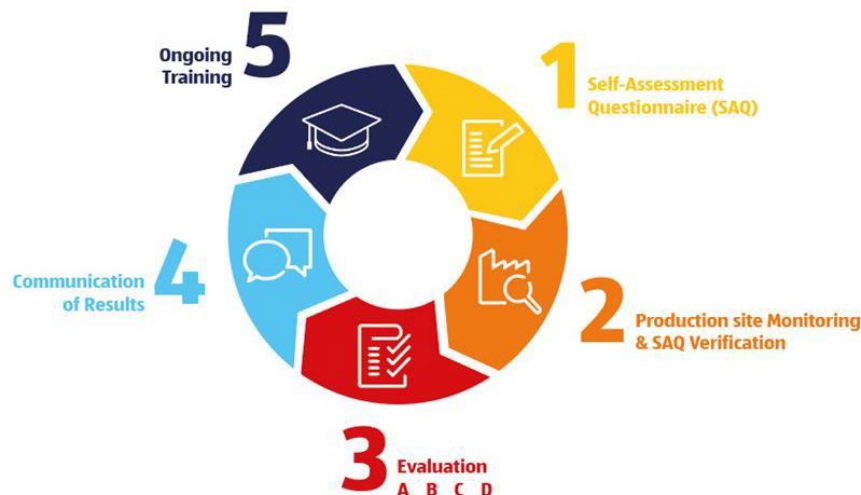 1
Self-Assessment
Questionnaire (SAQ)
2
Production site Monitoring
& SAQ Verification
3
Evaluation
A B C D
4
Communication
of Results
5
Ongoing
Training